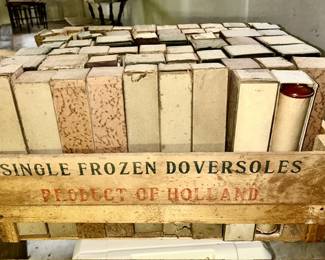 SINGLE FROZEN DOVERSOLES
PRODUCT OF HOLLAND.